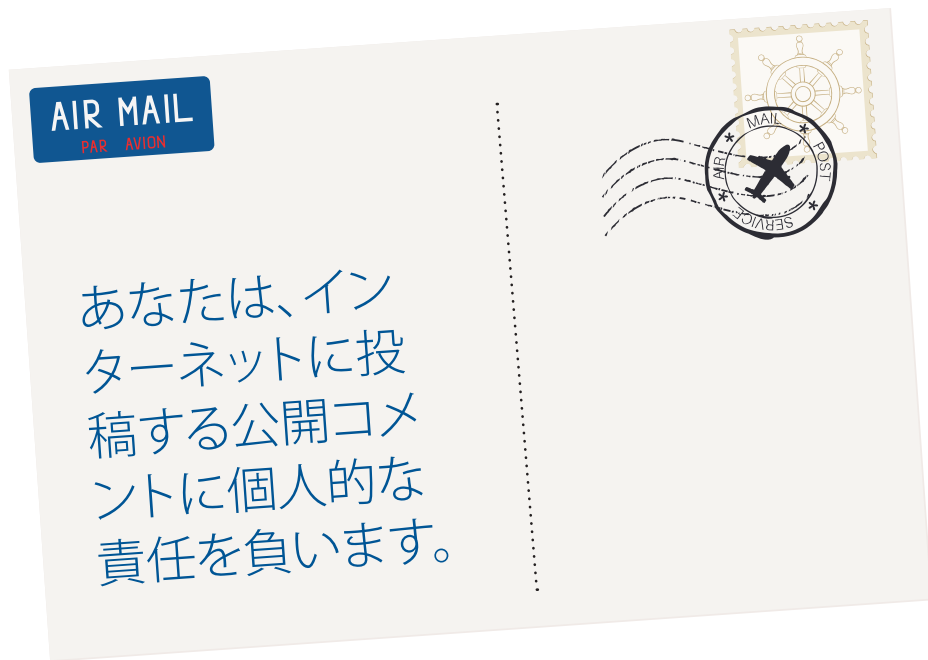 AIR MAIL
PAR AVION
MAIL
AIR
POST
SERVICE
あなたは、イン
ターネットに投
稿する公開コメ
ントに個人的な
責任を負います。